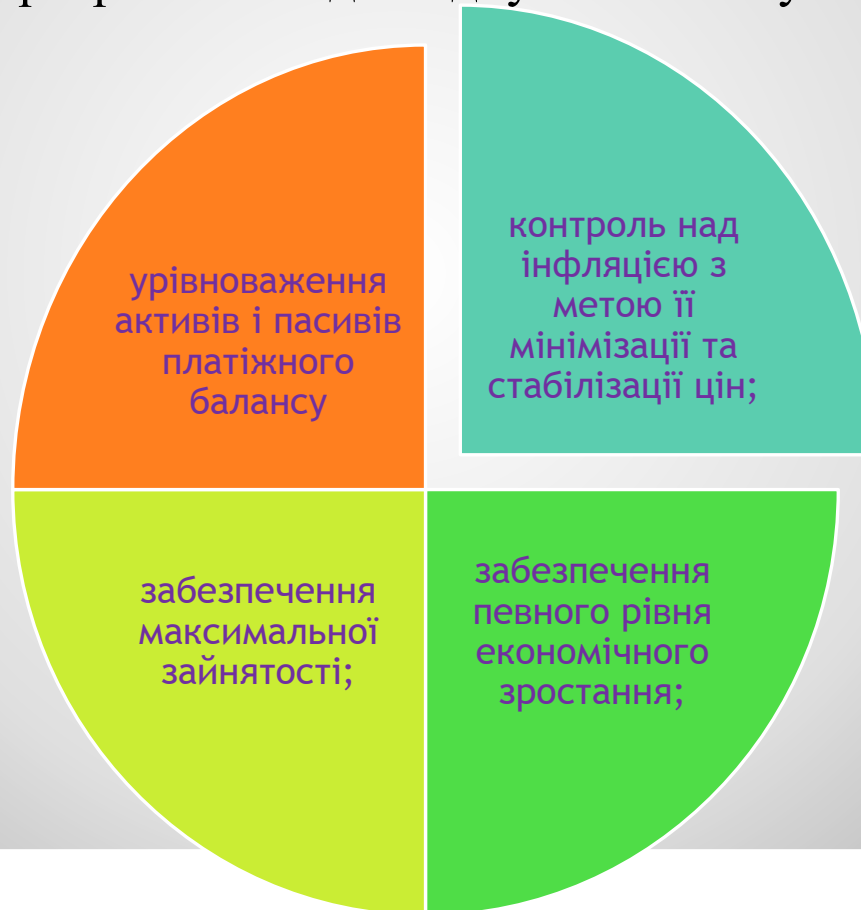 контроль над
інфляцією з
метою її
мінімізації та
стабілізації цін;
забезпечення
певного рівня
економічного
зростання;
забезпечення
максимальної
зайнятості;
урівноваження
активів і пасивів
платіжного
балансу